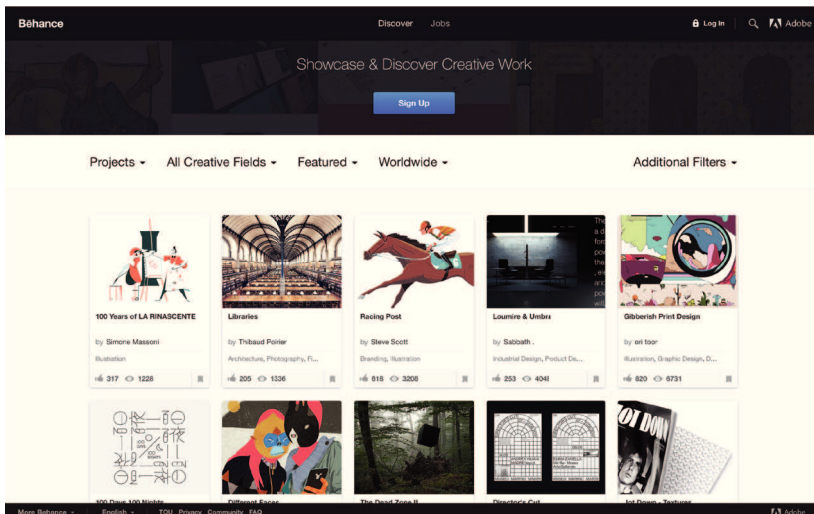 Bēhance
Discover Jobs
Log In
Adobe
Showcase & Discover Creative Work
Sign Up
Projects
All Creative Fields
Featured
Worldwide
Additional Filters
100 Years of LA RINASCENTE
by Simone Massoni
Illustration
317 1228
Libraries
by Thibaud Poirier
Architecture, Photography, Fi...
205 1336
Racing Post
by Steve Scott
Branding, Illustration
618 3208
Loumire & Umbra
by Sabbath .
Industrial Design, Product De...
253 404
Gibberish Print Design
by ori toor
Illustration, Graphic Design, D...
820 6731
100 Days 100 Nights
Different Faces
The Dead Zone II
Director's Cut
Jot Down - Textures
More Behance English TOU Privacy Community FAQ
Adobe